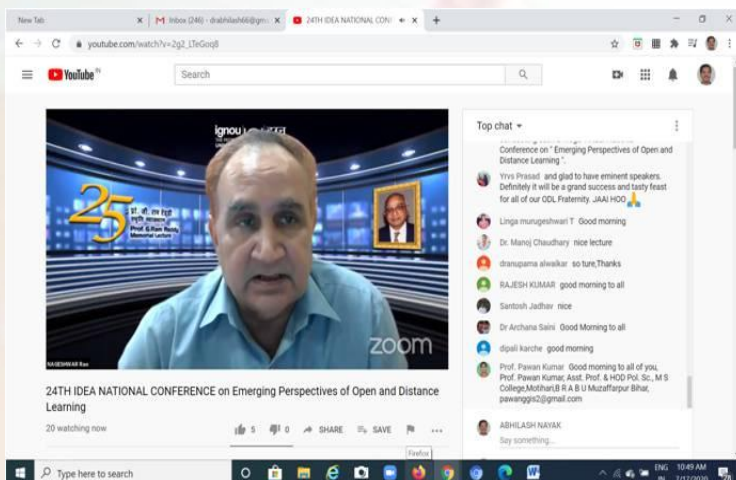 New Tab
Inbox (246) - drabhilash66@gm
24TH IDEA NATIONAL CON
youtube.com/watch?v=2g2_LTeGoq8
YouTube IN
Search
ignou
25
प्रो. जी. राम रेड्डी
स्मृति व्याख्यान
Prof. G. Ram Reddy
Memorial Lecture
zoom
NAGESHWAR Rao
24TH IDEA NATIONAL CONFERENCE on Emerging Perspectives of Open and Distance
Learning
20 watching now
5
0
SHARE
SAVE
Top chat
Conference on " Emerging Perspectives of Open and
Distance Learning ".
Yrvs Prasad and glad to have eminent speakers.
Definitely it will be a grand success and tasty feast
for all of our ODL Fraternity. JAAI HOO
Linga murugeshwari T Good morning
Dr. Manoj Chaudhary nice lecture
dranupama alwaikar so ture,Thanks
RAJESH KUMAR good morning to all
Santosh Jadhav nice
Dr Archana Saini Good Morning to all
dipali karche good morning
Prof. Pawan Kumar Good morning to all of you,
Prof. Pawan Kumar, Asst. Prof. & HOD Pol. Sc., M S
College,Motihari,B R A B U Muzaffarpur Bihar,
pawanggis2@gmail.com
ABHILASH NAYAK
Say something...
Firefox
Type here to search
ENG
IN
10:49 AM
7/17/2020